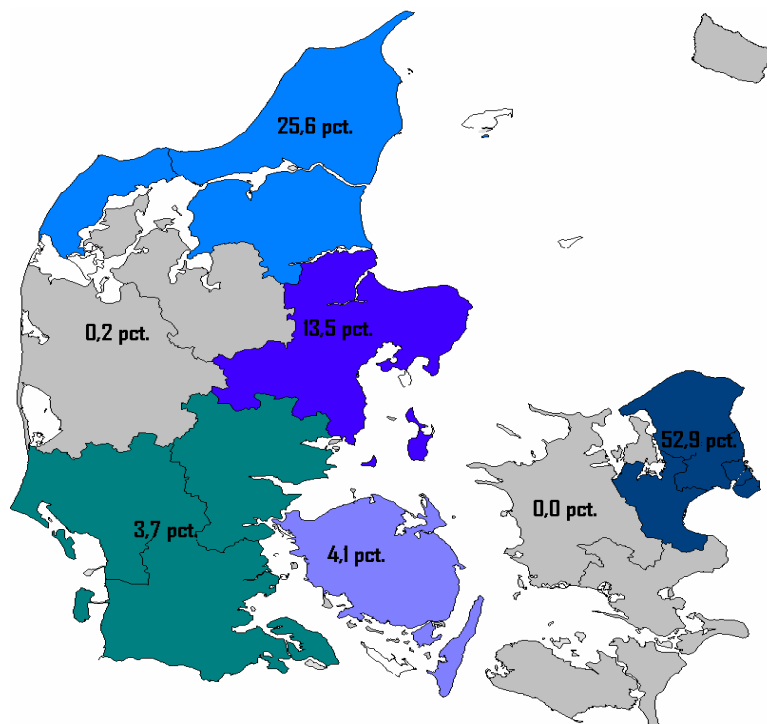 25,6 pct.
0,2 pct.
13,5 pct.
52,9 pct.
0,0 pct.
3,7 pct.
4,1 pct.